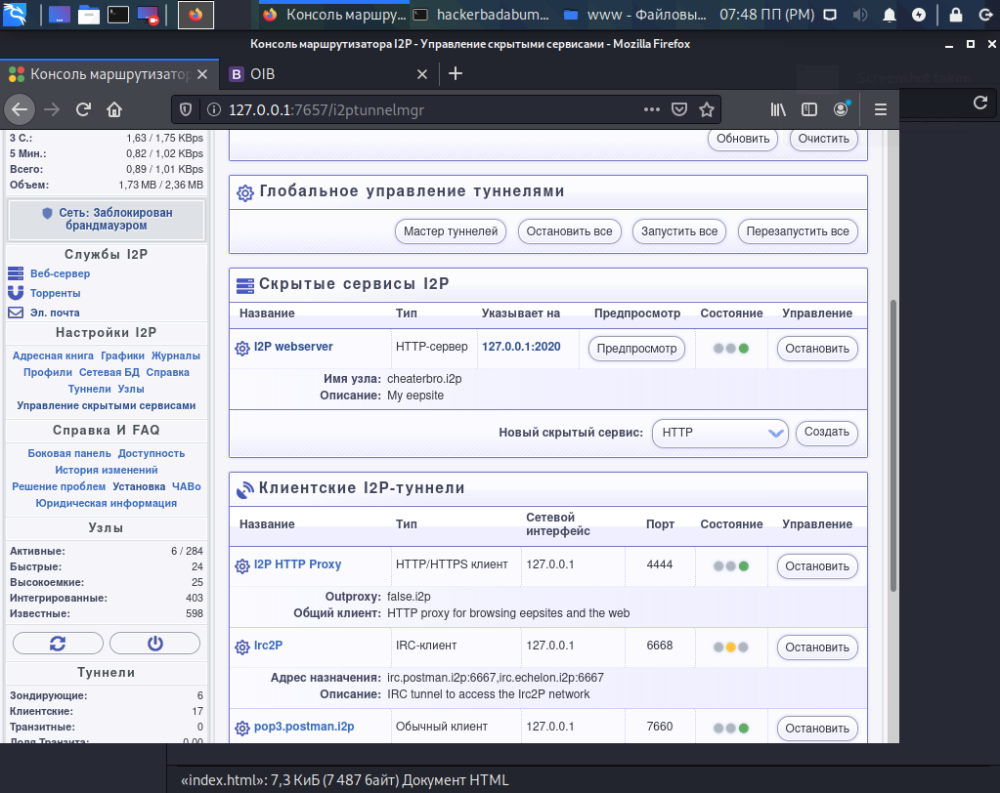 Консоль маршру...
hackerbadabum...
www - Файловы...
07:48 ПП (PM)
Консоль маршрутизатора I2P - Управление скрытыми сервисами - Mozilla Firefox
Консоль маршрутизатор
OIB
127.0.0.1:7657/i2ptunnelmgr
3 С.: 1,63 / 1,75 KBps
5 Мин.: 0,82 / 1,02 KBps
Всего: 0,89 / 1,01 KBps
Объем: 1,73 MB / 2,36 MB
Сеть: Заблокирован
брандмауэром
Службы I2P
Веб-сервер
Торренты
Эл. почта
Настройки I2P
Адресная книга Графики Журналы
Профили Сетевая БД Справка
Туннели Узлы
Управление скрытыми сервисами
Справка И FAQ
Боковая панель Доступность
История изменений
Решение проблем Установка ЧАВо
Юридическая информация
Узлы
Активные: 6 / 284
Быстрые: 24
Высокоемкие: 25
Интегрированные: 403
Известные: 598
Туннели
Зондирующие: 6
Клиентские: 17
Транзитные: 0
Доля Транзита: 0.00
Обновить Очистить
Глобальное управление туннелями
Мастер туннелей Остановить все Запустить все Перезапустить все
Скрытые сервисы I2P
Название Тип Указывает на Предпросмотр Состояние Управление
I2P webserver HTTP-сервер 127.0.0.1:2020 Предпросмотр Остановить
Имя узла: cheaterbro.i2p
Описание: My eepsite
Новый скрытый сервис: HTTP Создать
Клиентские I2P-туннели
Название Тип Сетевой интерфейс Порт Состояние Управление
I2P HTTP Proxy HTTP/HTTPS клиент 127.0.0.1 4444 Остановить
Outproxy: false.i2p
Общий клиент: HTTP proxy for browsing eepsites and the web
Irc2P IRC-клиент 127.0.0.1 6668 Остановить
Адрес назначения: irc.postman.i2p:6667,irc.echelon.i2p:6667
Описание: IRC tunnel to access the Irc2P network
pop3.postman.i2p Обычный клиент 127.0.0.1 7660 Остановить
«index.html»: 7,3 КиБ (7 487 байт) Документ HTML